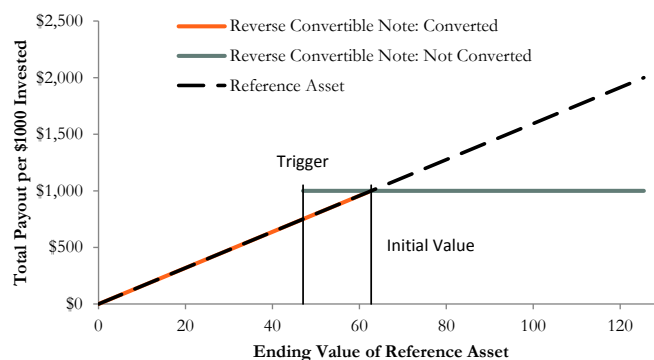 $2,500
$2,000
$1,500
$1,000
$500
$0
Total Payout per $1000 Invested
Reverse Convertible Note: Converted
Reverse Convertible Note: Not Converted
Reference Asset
Trigger
Initial Value
0 20 40 60 80 100 120
Ending Value of Reference Asset